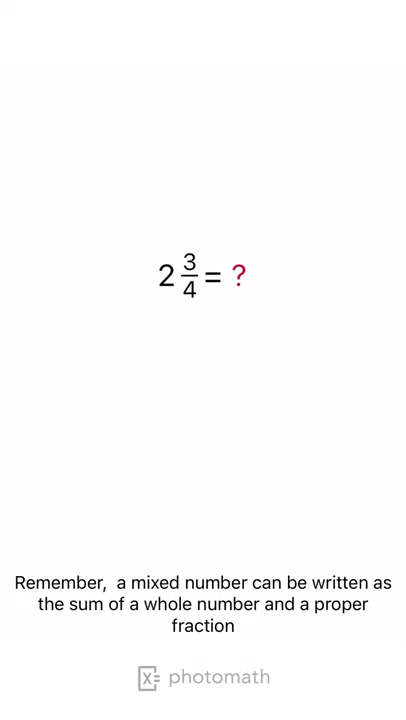 2 3/4 = ?
Remember, a mixed number can be written as
the sum of a whole number and a proper
fraction
photomath